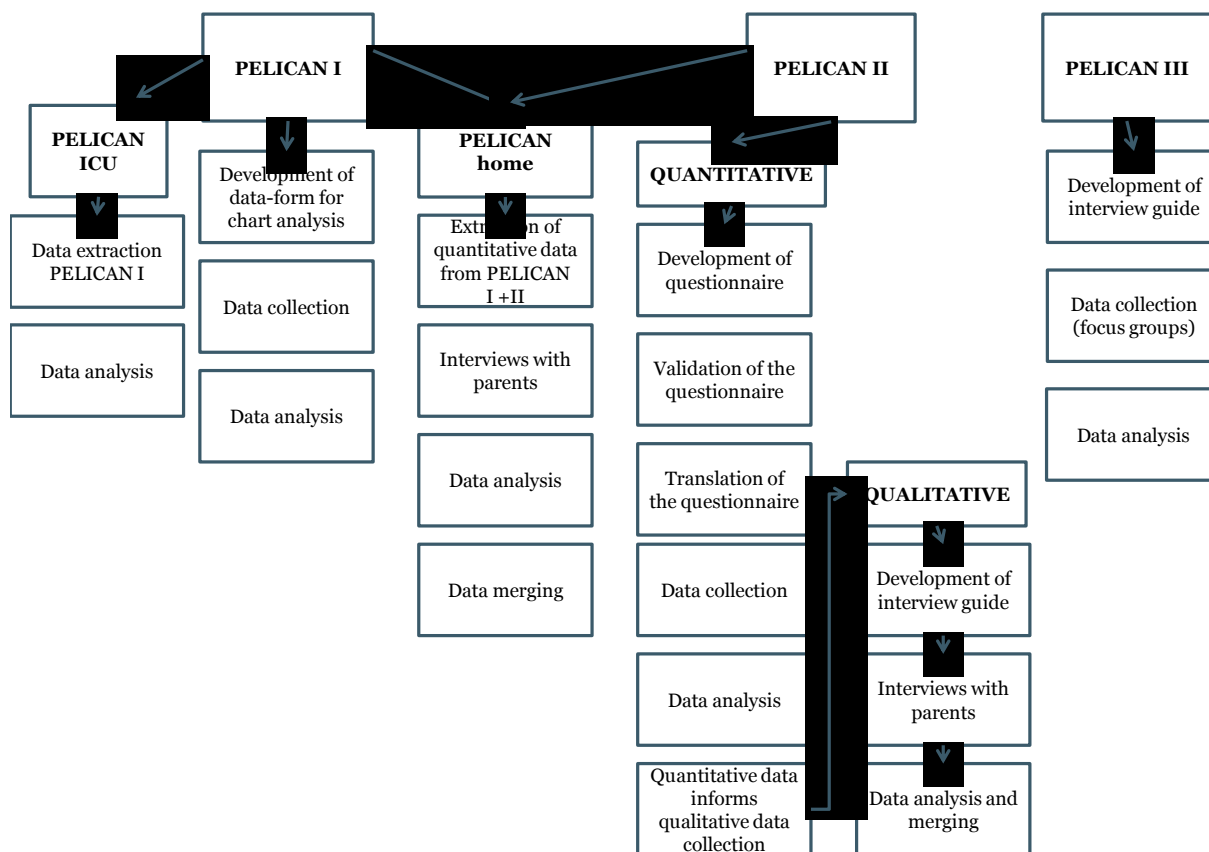 PELICAN I
PELICAN II
PELICAN III
PELICAN
ICU
Data extraction
PELICAN I
Data analysis
Development of
data-form for
chart analysis
Data collection
Data analysis
PELICAN
home
Extraction of
quantitative data
from PELICAN
I +II
Interviews with
parents
Data analysis
Data merging
QUANTITATIVE
Development of
questionnaire
Validation of the
questionnaire
Translation of
the questionnaire
Data collection
Data analysis
Quantitative data
informs
qualitative data
collection
QUALITATIVE
Development of
interview guide
Interviews with
parents
Data analysis and
merging
Development of
interview guide
Data collection
(focus groups)
Data analysis